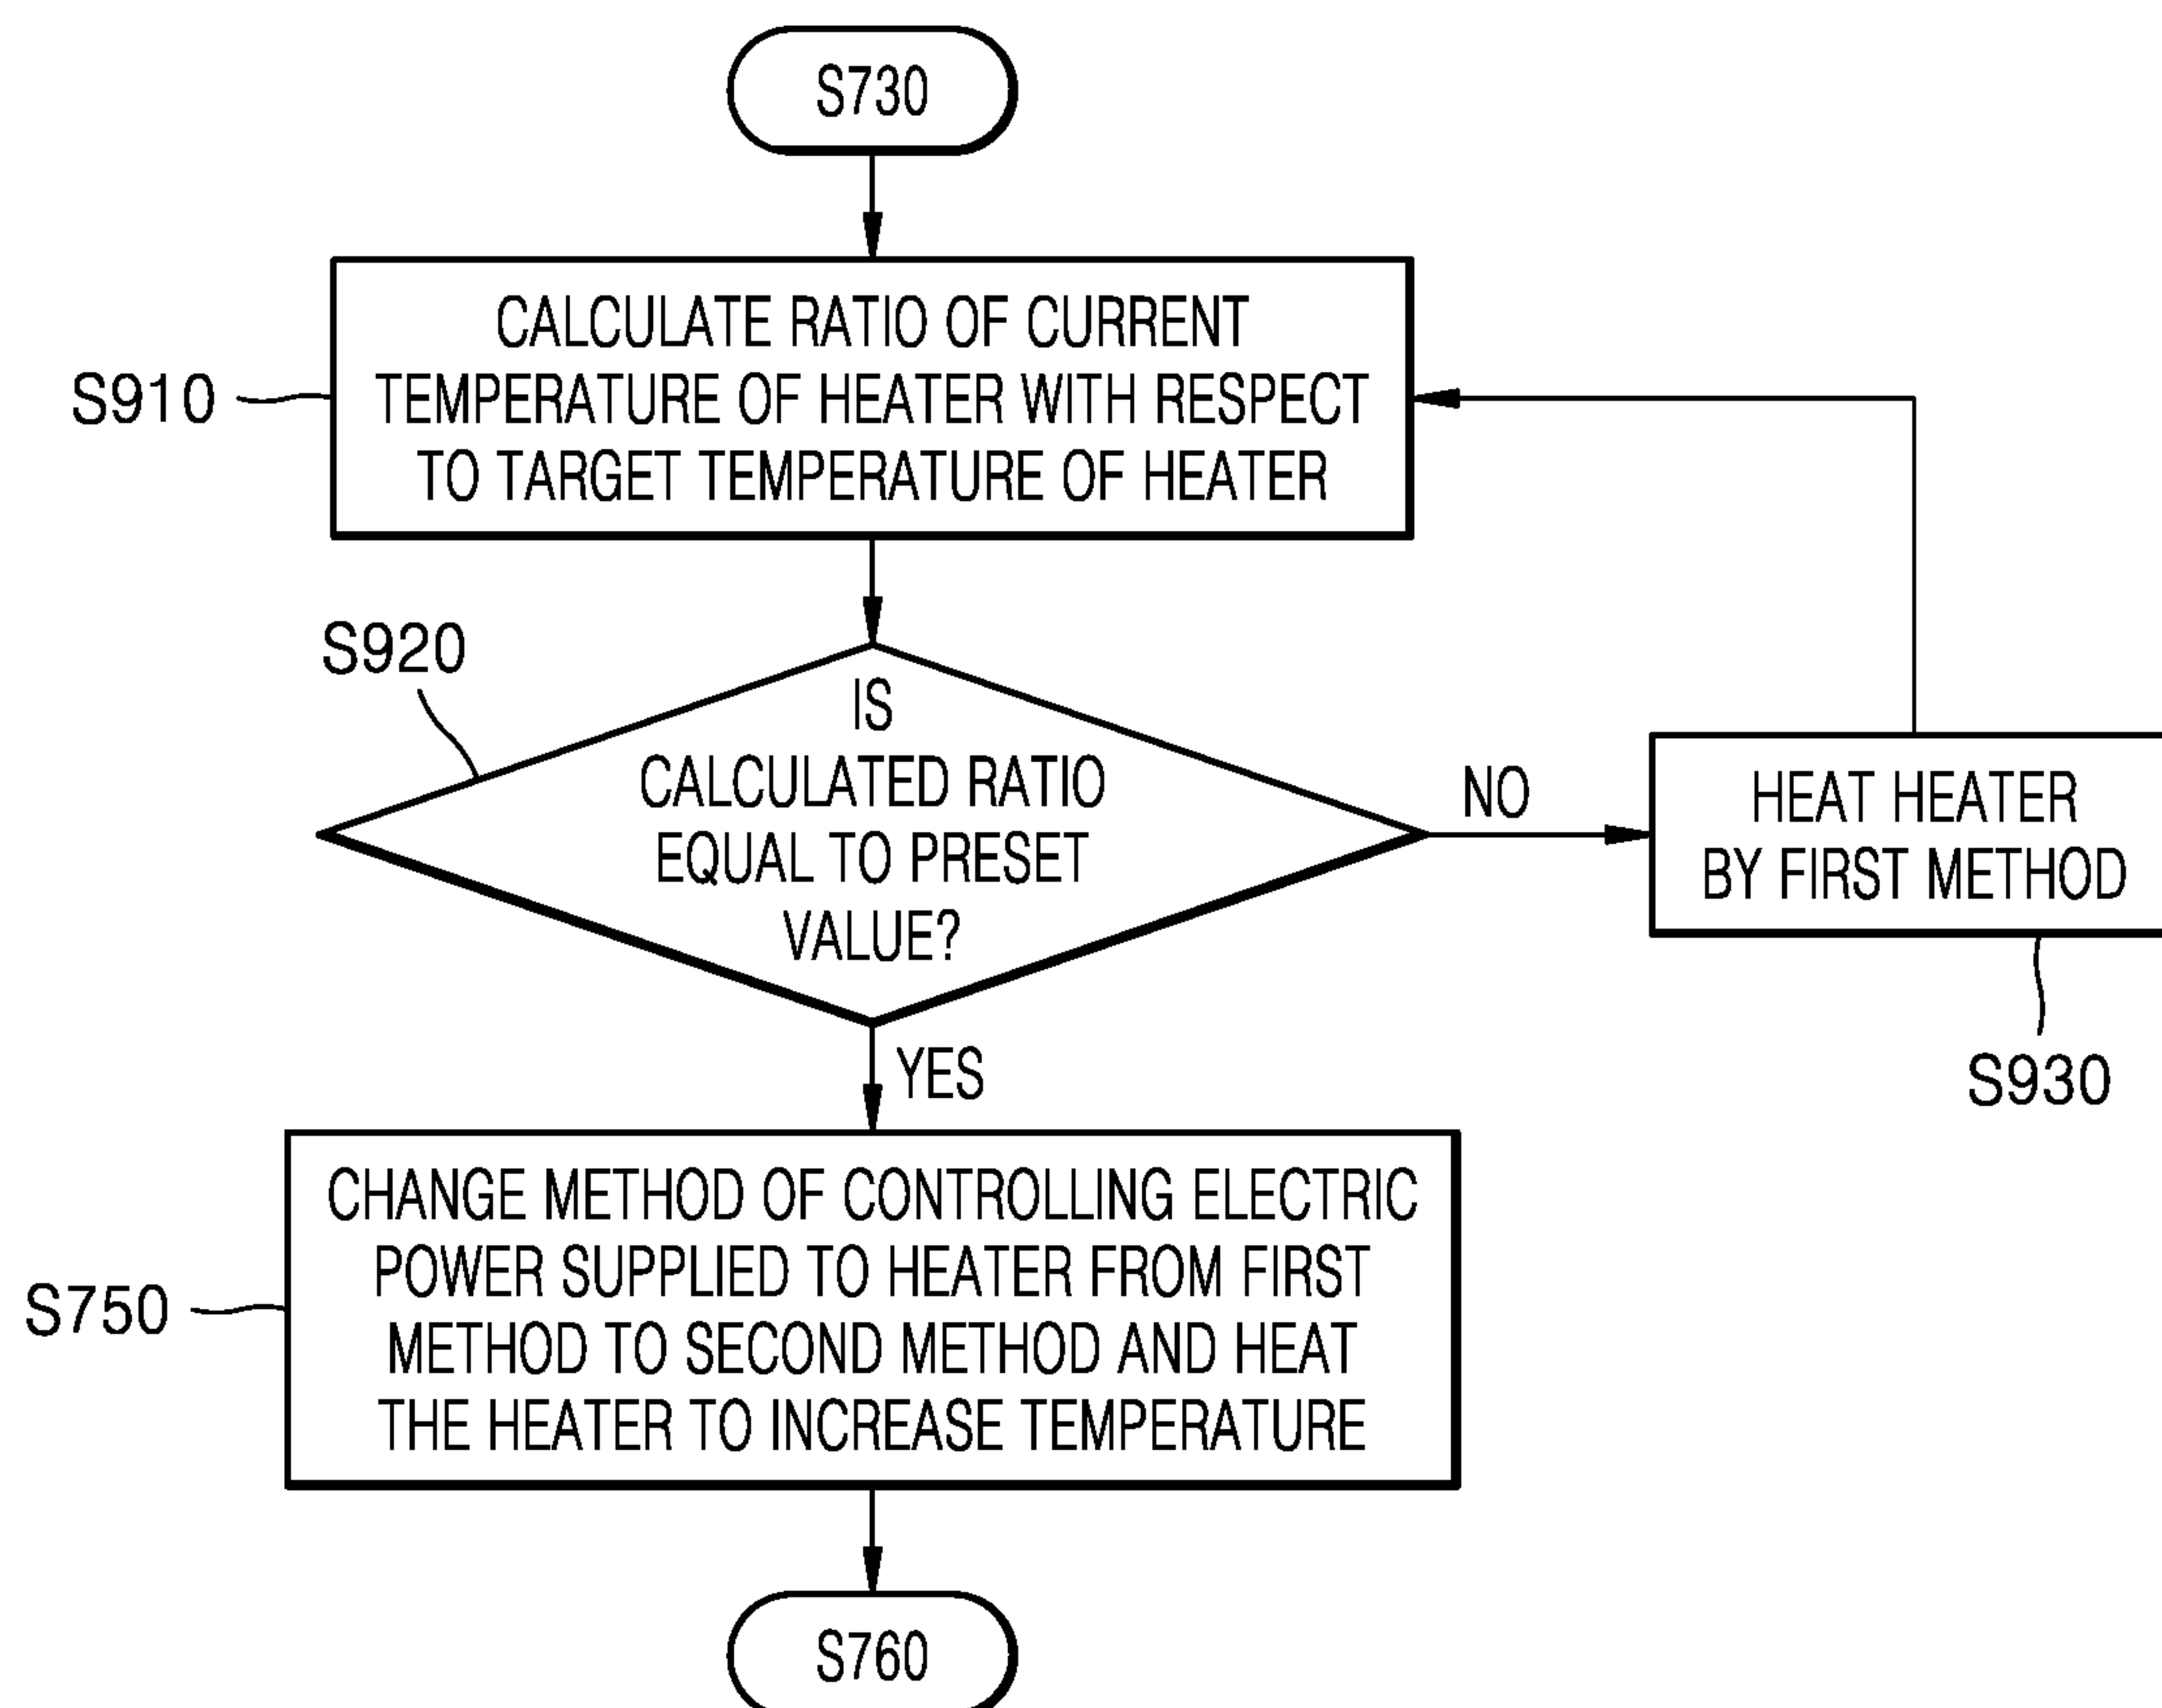 S730
CALCULATE RATIO OF CURRENT
TEMPERATURE OF HEATER WITH RESPECT
TO TARGET TEMPERATURE OF HEATER
S910
S920
IS
CALCULATED RATIO
EQUAL TO PRESET
VALUE?
NO
HEAT HEATER
BY FIRST METHOD
S930
YES
CHANGE METHOD OF CONTROLLING ELECTRIC
POWER SUPPLIED TO HEATER FROM FIRST
METHOD TO SECOND METHOD AND HEAT
THE HEATER TO INCREASE TEMPERATURE
S750
S760